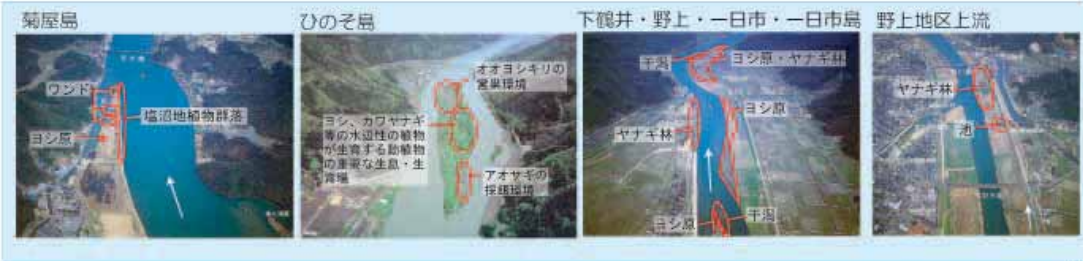 菊屋島
ワンド
塩沼地植物群落
ヨシ原
ひのそ島
オオヨシキリの
営巣環境
ヨシ、カワヤナギ
等の水辺性の植物
が生育する動植物
の重要な生息・生
育場
アオサギの
採餌環境
下鶴井・野上・一日市・一日市島
干潟
ヨシ原・ヤナギ林
ヨシ原
ヤナギ林
ヨシ原
干潟
野上地区上流
ヤナギ林
池